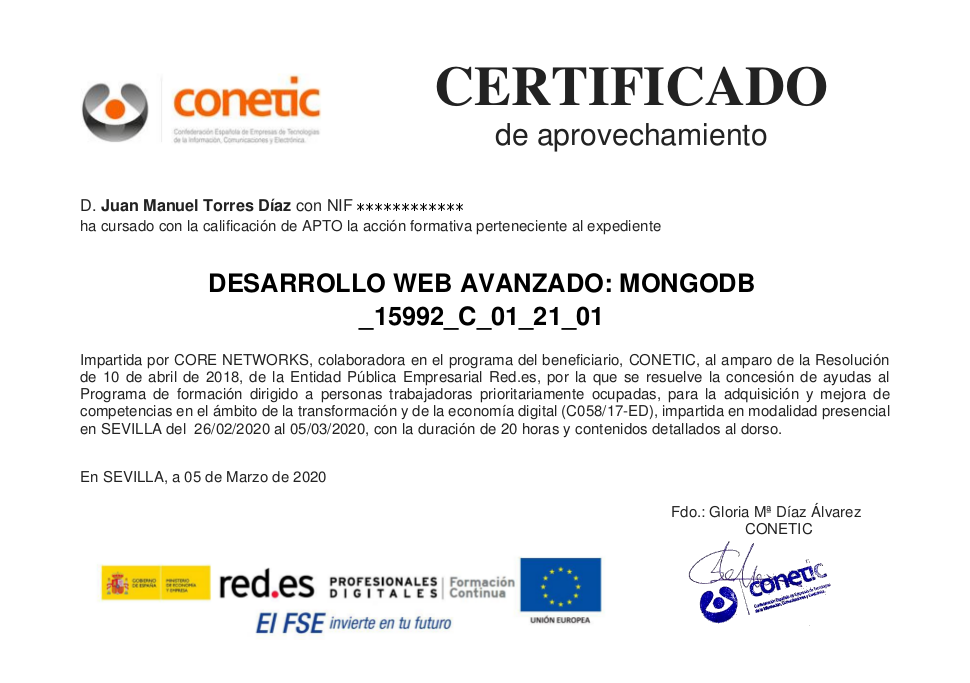 conetic
Confederación Española de Empresas de Tecnologías
de la Información, Comunicaciones y Electrónica.
CERTIFICADO
de aprovechamiento
D. Juan Manuel Torres Díaz con NIF ************
ha cursado con la calificación de APTO la acción formativa perteneciente al expediente
DESARROLLO WEB AVANZADO: MONGODB
_15992_C_01_21_01
Impartida por CORE NETWORKS, colaboradora en el programa del beneficiario, CONETIC, al amparo de la Resolución
de 10 de abril de 2018, de la Entidad Pública Empresarial Red.es, por la que se resuelve la concesión de ayudas al
Programa de formación dirigido a personas trabajadoras prioritariamente ocupadas, para la adquisición y mejora de
competencias en el ámbito de la transformación y de la economía digital (C058/17-ED), impartida en modalidad presencial
en SEVILLA del 26/02/2020 al 05/03/2020, con la duración de 20 horas y contenidos detallados al dorso.
En SEVILLA, a 05 de Marzo de 2020
Fdo.: Gloria Mª Díaz Álvarez
CONETIC
GOBIERNO
DE ESPAÑA
MINISTERIO
DE ECONOMÍA
Y EMPRESA
red.es
PROFESIONALES
DIGITALES
Formación
Continua
UNIÓN EUROPEA
El FSE invierte en tu futuro
conetic
Confederación Española de Empresas de Tecnologías
de la Información, Comunicaciones y Electrónica.